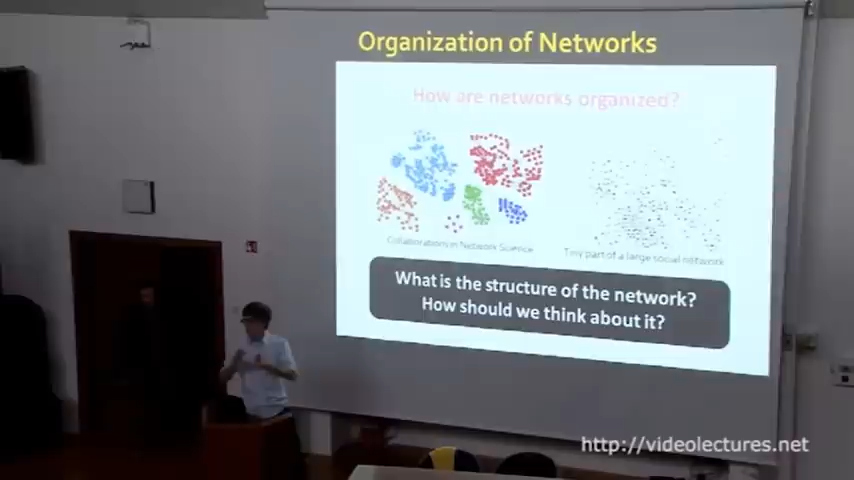 Organization of Networks
How are networks organized?
Collaborations in Network Science
Tiny part of a large social network
What is the structure of the network?
How should we think about it?
http://videolectures.net